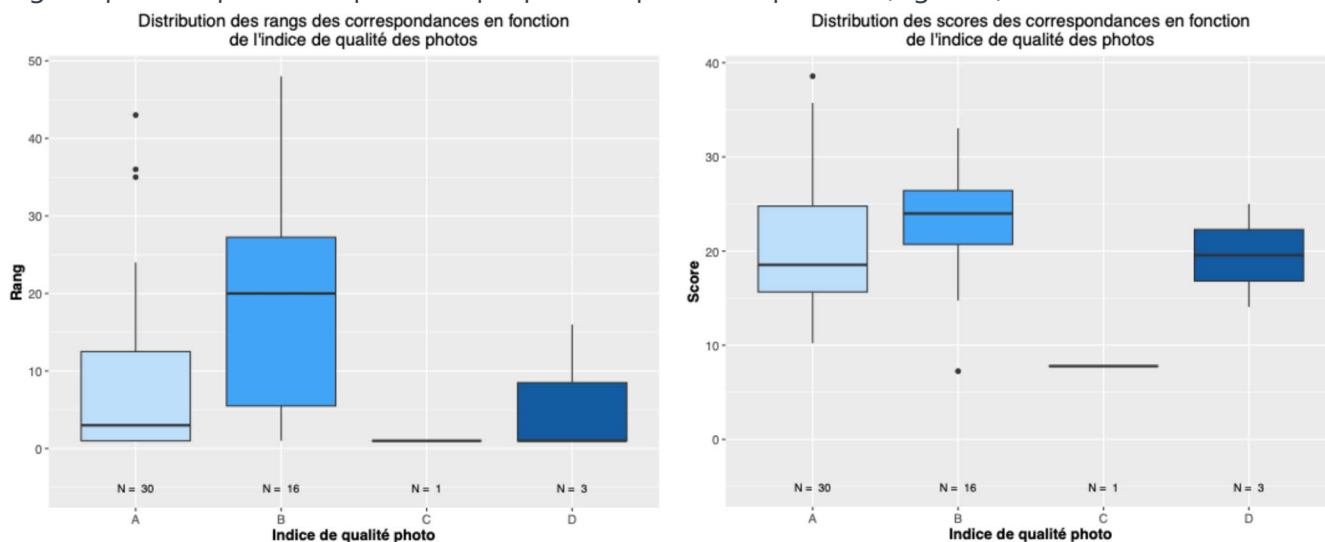 Distribution des rangs des correspondances en fonction
de l'indice de qualité des photos
50
40
30
20
10
0
Rang
N = 30
N = 16
N = 1
N = 3
A
B
C
D
Indice de qualité photo
Distribution des scores des correspondances en fonction
de l'indice de qualité des photos
40
30
20
10
0
Score
N = 30
N = 16
N = 1
N = 3
A
B
C
D
Indice de qualité photo